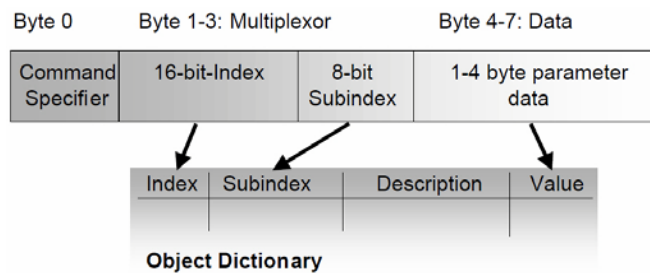 Byte 0 Byte 1-3: Multiplexor Byte 4-7: Data
Command Specifier 16-bit-Index 8-bit Subindex 1-4 byte parameter data
Index Subindex Description Value
Object Dictionary